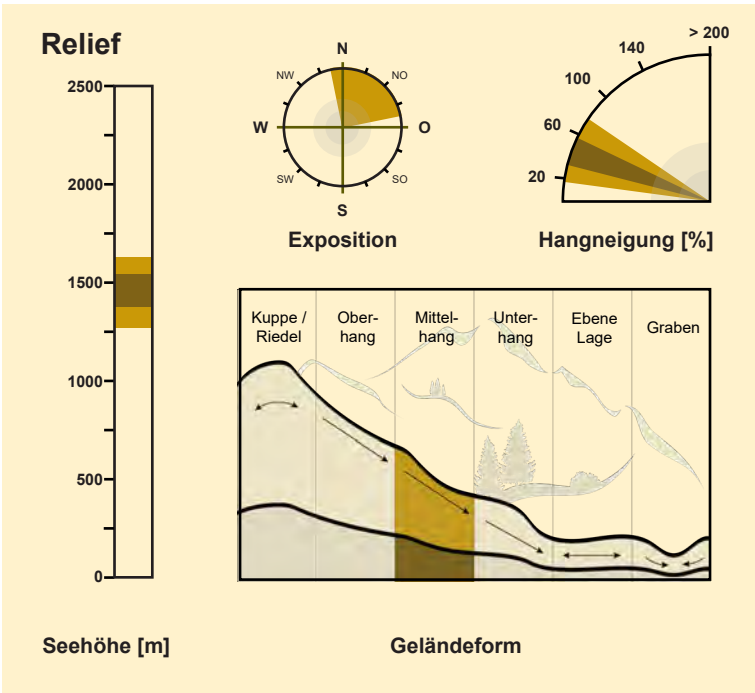 Relief
2500
2000
1500
1000
500
0
Seehöhe [m]
N
NW
NO
W
O
SW
SO
S
Exposition
> 200
140
100
60
20
Hangneigung [%]
Kuppe /
Riedel
Ober-
hang
Mittel-
hang
Unter-
hang
Ebene
Lage
Graben
Geländeform